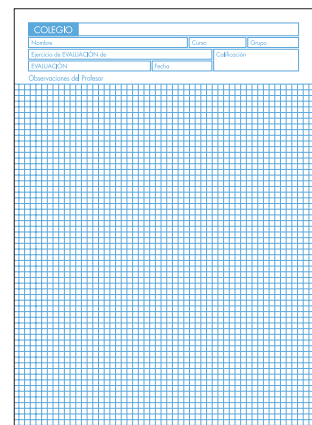 COLEGIO
Nombre Curso Grupo
Ejercicio de EVALUACIÓN de Calificación
EVALUACIÓN Fecha
Observaciones del Profesor